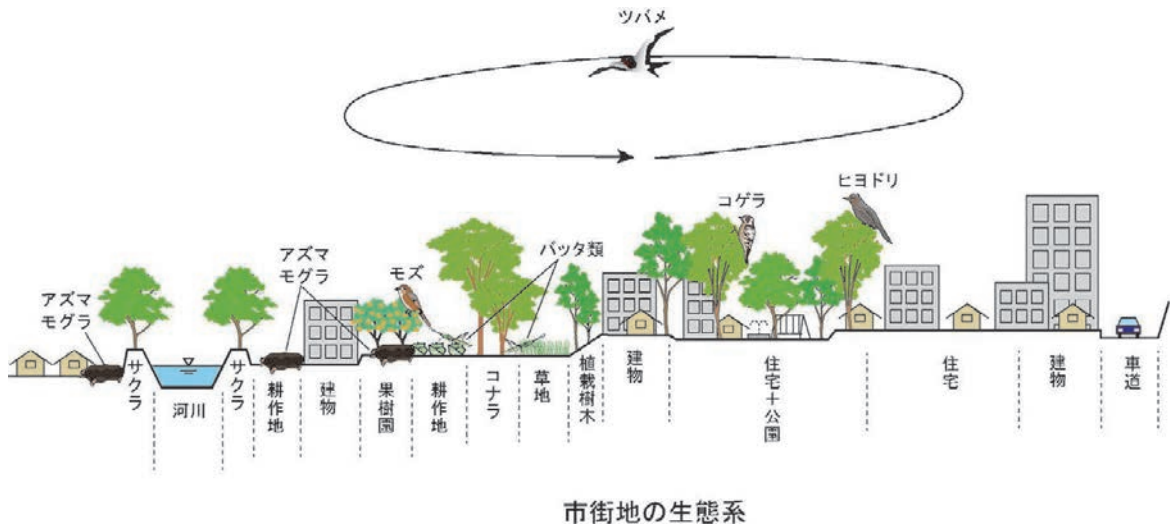 ツバメ
ヒヨドリ
コゲラ
アズマ
モグラ
モズ
バッタ類
アズマ
モグラ
サクラ
河川
サクラ
耕作地
建物
果樹園
耕作地
コナラ
草地
植栽樹木
建物
住宅+公園
住宅
建物
車道
市街地の生態系